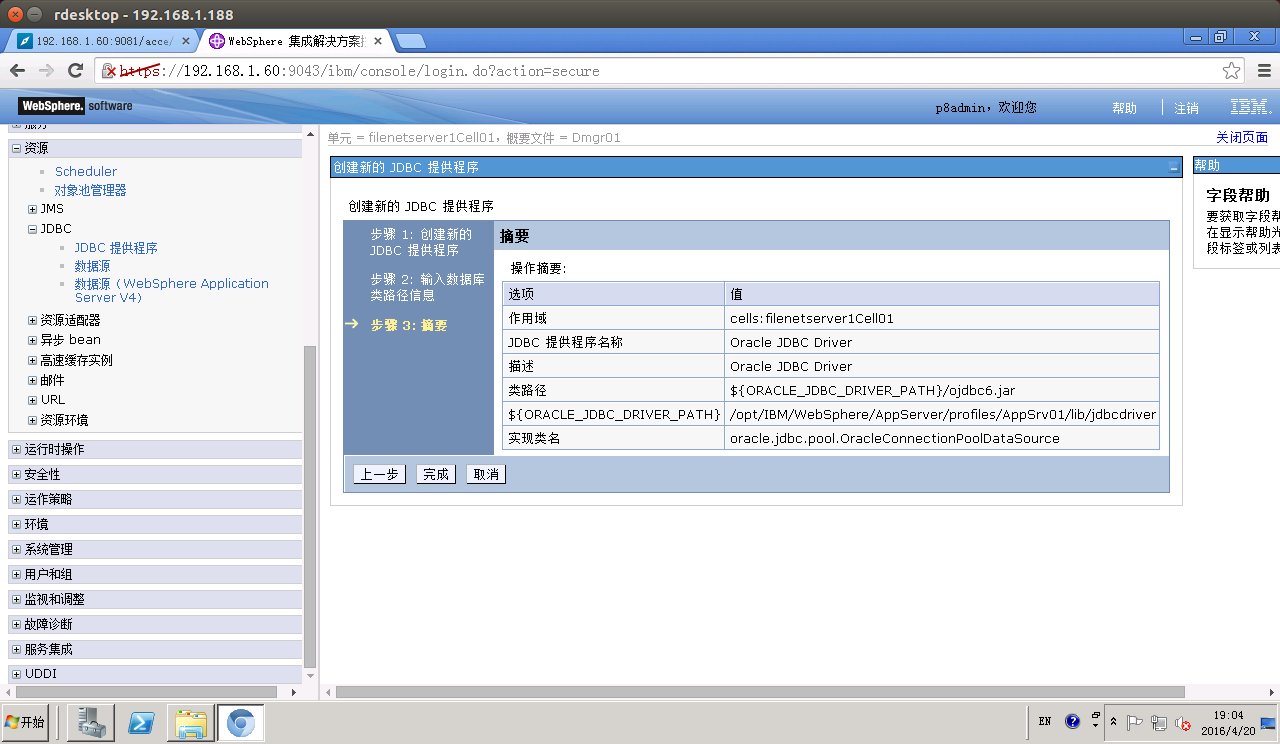 rdesktop - 192.168.1.188
192.168.1.60:9081/acce/
WebSphere 集成解决方案
https://192.168.1.60:9043/ibm/console/login.do?action=secure
WebSphere. software
p8admin，欢迎您
帮助
注销
IBM.
资源
Scheduler
对象池管理器
JMS
JDBC
JDBC 提供程序
数据源
数据源（WebSphere Application
Server V4）
资源适配器
异步 bean
高速缓存实例
邮件
URL
资源环境
运行时操作
安全性
运作策略
环境
系统管理
用户和组
监视和调整
故障诊断
服务集成
UDDI
单元 = filenetserver1Cell01，概要文件 = Dmgr01
关闭页面
创建新的 JDBC 提供程序
创建新的 JDBC 提供程序
步骤 1: 创建新的
JDBC 提供程序
步骤 2: 输入数据库
类路径信息
步骤 3: 摘要
摘要
操作摘要:
选项 值
作用域 cells:filenetserver1Cell01
JDBC 提供程序名称 Oracle JDBC Driver
描述 Oracle JDBC Driver
类路径 ${ORACLE_JDBC_DRIVER_PATH}/ojdbc6.jar
${ORACLE_JDBC_DRIVER_PATH} /opt/IBM/WebSphere/AppServer/profiles/AppSrv01/lib/jdbcdriver
实现类名 oracle.jdbc.pool.OracleConnectionPoolDataSource
上一步 完成 取消
帮助
字段帮助
要获取字段帮
在显示帮助光
段标签或列表
开始
EN
19:04
2016/4/20